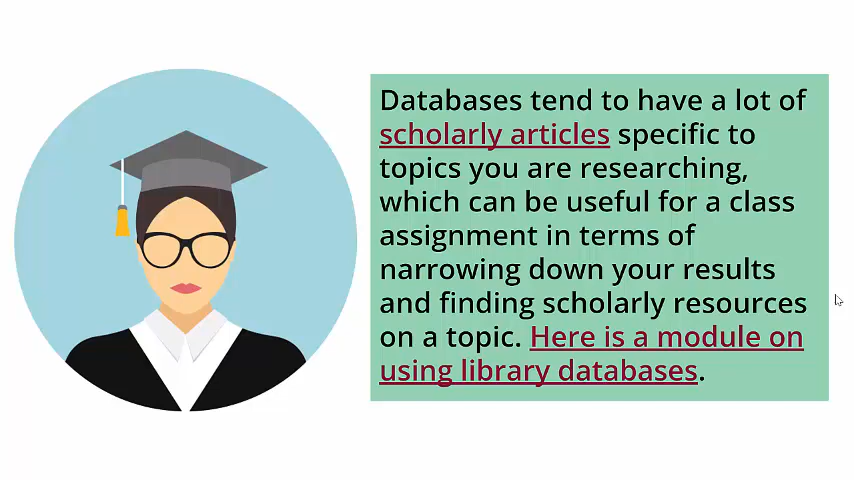 Databases tend to have a lot of
scholarly articles specific to
topics you are researching,
which can be useful for a class
assignment in terms of
narrowing down your results
and finding scholarly resources
on a topic. Here is a module on
using library databases.